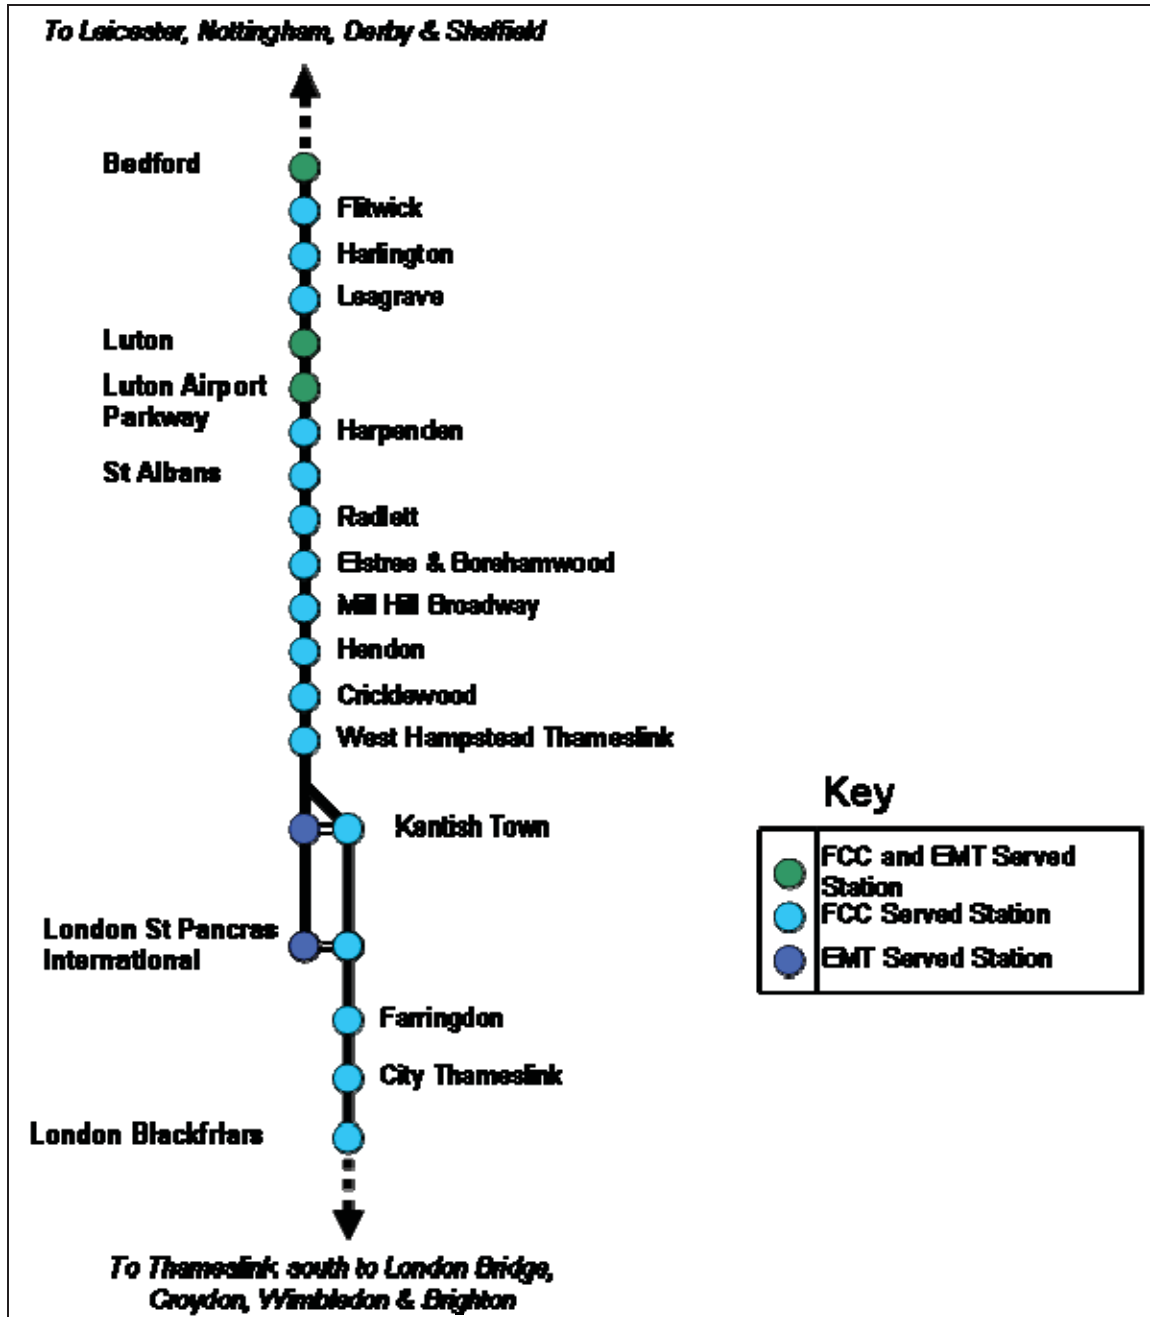 To Leicester, Nottingham, Derby & Sheffield
Bedford
Flitwick
Harlington
Leagrave
Luton
Luton Airport
Parkway
Harpenden
St Albans
Radlett
Elstree & Borehamwood
Mill Hill Broadway
Hendon
Cricklewood
West Hampstead Thameslink
Kentish Town
London St Pancras
International
Farringdon
City Thameslink
London Blackfriars
To Thameslink south to London Bridge,
Croydon, Wimbledon & Brighton
Key
FCC and EMT Served
Station
FCC Served Station
EMT Served Station